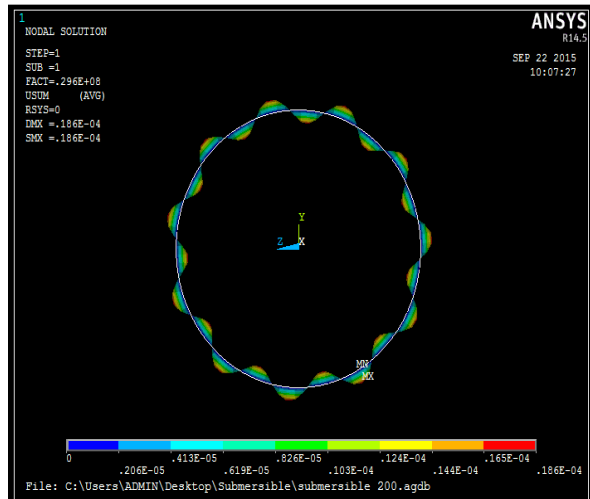 1
NODAL SOLUTION
ANSYS
R14.5
STEP=1
SUB =1
FACT=.296E+08
USUM (AVG)
RSYS=0
DMX =.186E-04
SMX =.186E-04
SEP 22 2015
10:07:27
Y
Z X
MN
MX
0 .413E-05 .826E-05 .124E-04 .165E-04
.206E-05 .619E-05 .103E-04 .144E-04 .186E-04
File: C:\Users\ADMIN\Desktop\Submersible\submersible 200.agdb